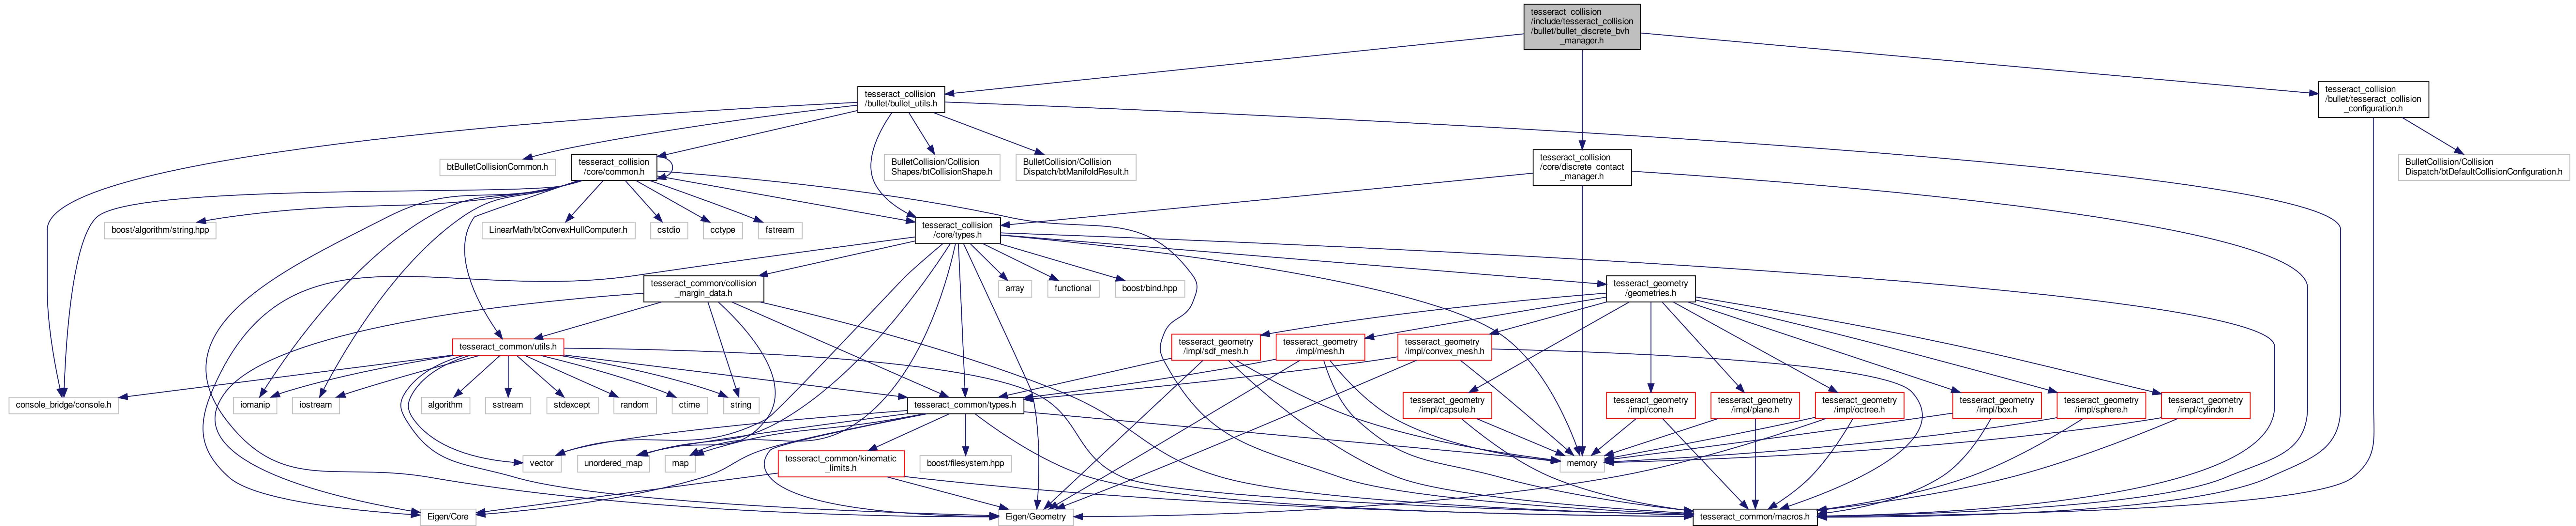 tesseract_collision
/include/tesseract_collision
/bullet/bullet_discrete_bvh
_manager.h
tesseract_collision
/bullet/bullet_utils.h
tesseract_collision
/bullet/tesseract_collision
_configuration.h
btBulletCollisionCommon.h
tesseract_collision
/core/common.h
BulletCollision/Collision
Shapes/btCollisionShape.h
BulletCollision/Collision
Dispatch/btManifoldResult.h
tesseract_collision
/core/discrete_contact
_manager.h
BulletCollision/Collision
Dispatch/btDefaultCollisionConfiguration.h
boost/algorithm/string.hpp
LinearMath/btConvexHullComputer.h
cstdio
cctype
fstream
tesseract_collision
/core/types.h
tesseract_common/collision
_margin_data.h
array
functional
boost/bind.hpp
tesseract_geometry
/geometries.h
tesseract_common/utils.h
tesseract_geometry
/impl/sdf_mesh.h
tesseract_geometry
/impl/mesh.h
tesseract_geometry
/impl/convex_mesh.h
console_bridge/console.h
iomanip
iostream
algorithm
sstream
stdexcept
random
ctime
string
tesseract_common/types.h
tesseract_geometry
/impl/capsule.h
tesseract_geometry
/impl/cone.h
tesseract_geometry
/impl/plane.h
tesseract_geometry
/impl/octree.h
tesseract_geometry
/impl/box.h
tesseract_geometry
/impl/sphere.h
tesseract_geometry
/impl/cylinder.h
vector
unordered_map
map
tesseract_common/kinematic
_limits.h
boost/filesystem.hpp
memory
Eigen/Core
Eigen/Geometry
tesseract_common/macros.h